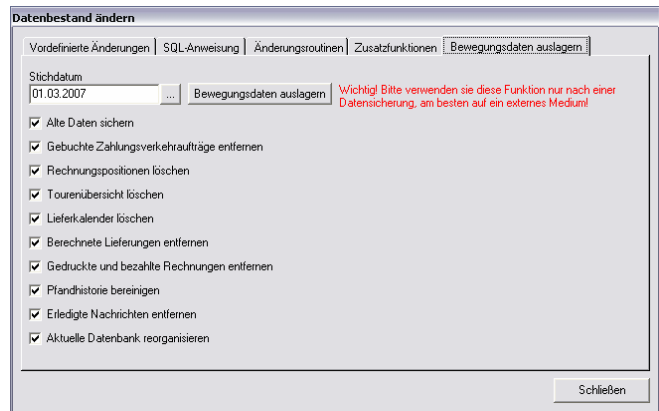 Datenbestand ändern
Vordefinierte Änderungen SQL-Anweisung Änderungsroutinen Zusatzfunktionen Bewegungsdaten auslagern
Stichdatum
01.03.2007 ... Bewegungsdaten auslagern
Wichtig! Bitte verwenden sie diese Funktion nur nach einer
Datensicherung, am besten auf ein externes Medium!
Alte Daten sichern
Gebuchte Zahlungsverkehraufträge entfernen
Rechnungspositionen löschen
Tourenübersicht löschen
Lieferkalender löschen
Berechnete Lieferungen entfernen
Gedruckte und bezahlte Rechnungen entfernen
Pfandhistorie bereinigen
Erledigte Nachrichten entfernen
Aktuelle Datenbank reorganisieren
Schließen